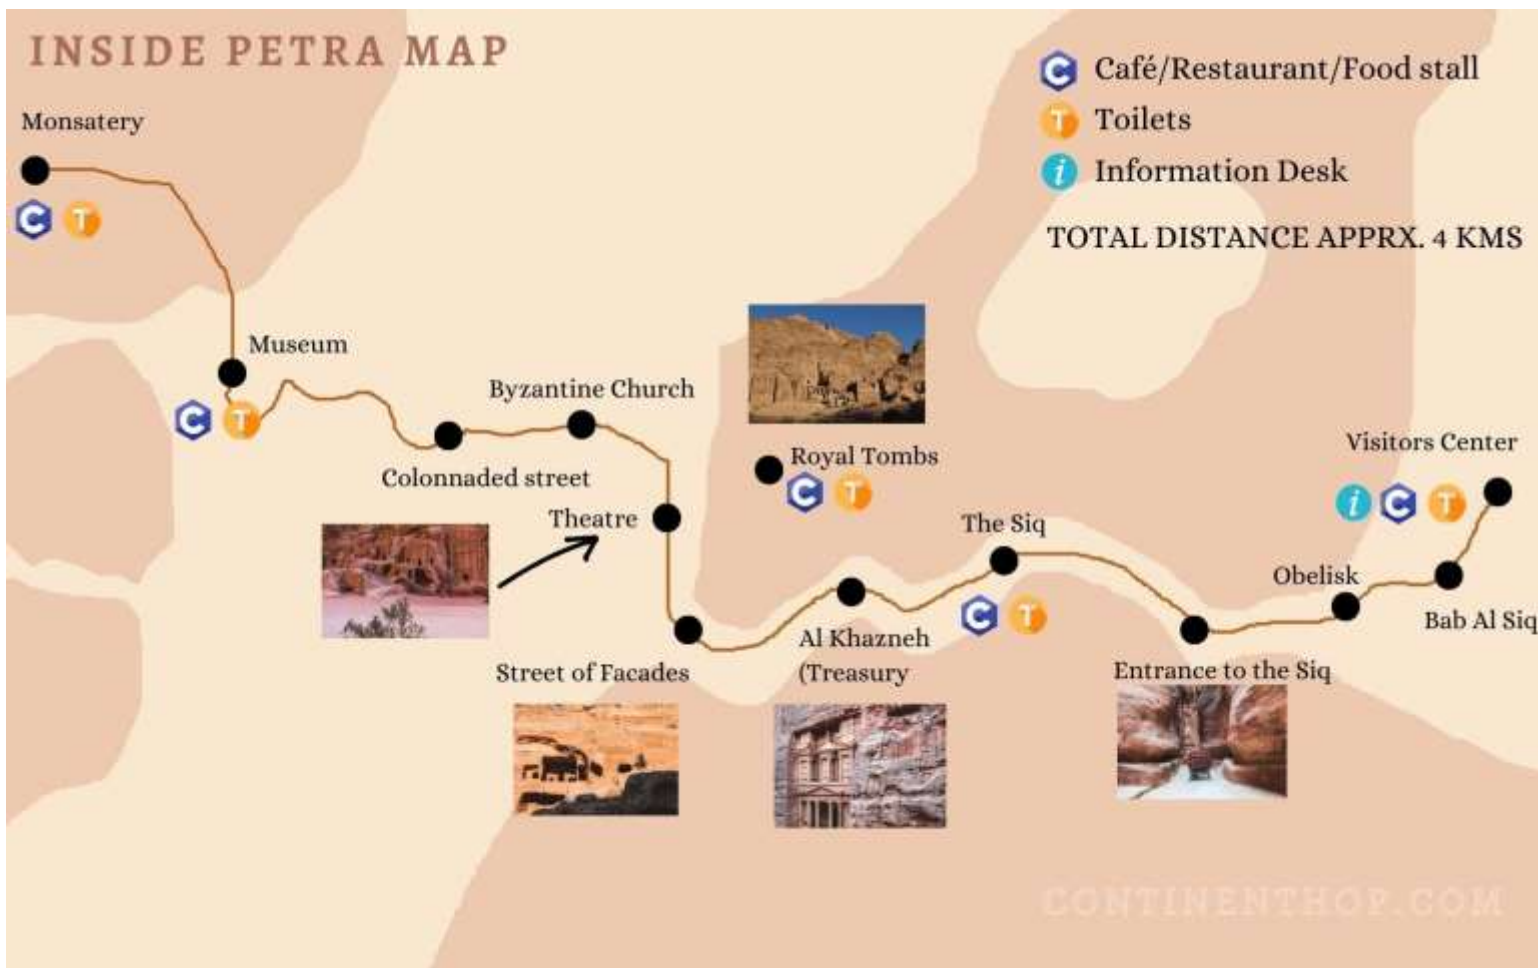 INSIDE PETRA MAP
C Café/Restaurant/Food stall
T Toilets
i Information Desk
TOTAL DISTANCE APPRX. 4 KMS
Monsatery
C T
Museum
C T
Byzantine Church
Colonnaded street
Theatre
Royal Tombs
C T
The Siq
C T
Visitors Center
i C T
Obelisk
Bab Al Siq
Al Khazneh
(Treasury
Street of Facades
Entrance to the Siq
CONTINENTHOP.COM